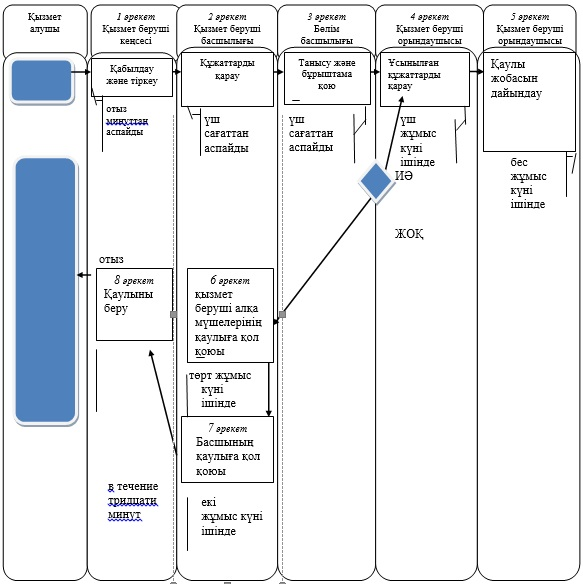 Қызмет
алушы
1 әрекет
Қызмет беруші
кеңсесі
2 әрекет
Қызмет беруші
басшылығы
3 әрекет
Бөлім
басшылығы
4 әрекет
Қызмет беруші
орындаушысы
5 әрекет
Қызмет беруші
орындаушысы
Қабылдау
және тіркеу
Құжаттарды
қарау
Танысу және
бұрыштама
қою
Ұсынылған
құжаттарды
қарау
Қаулы
жобасын
дайындау
отыз
минуттан
аспайды
үш
сағаттан
аспайды
үш
сағаттан
аспайды
үш
жұмыс
күні
ішінде
ИӘ
бес
жұмыс
күні
ішінде
ЖОҚ
отыз
8 әрекет
Қаулыны
беру
6 әрекет
қызмет
беруші алқа
мүшелерінің
қаулыға қол
қоюы
төрт жұмыс
күні
ішінде
7 әрекет
Басшының
қаулыға қол
қоюы
в течение
тридцати
минут
екі
жұмыс күні
ішінде